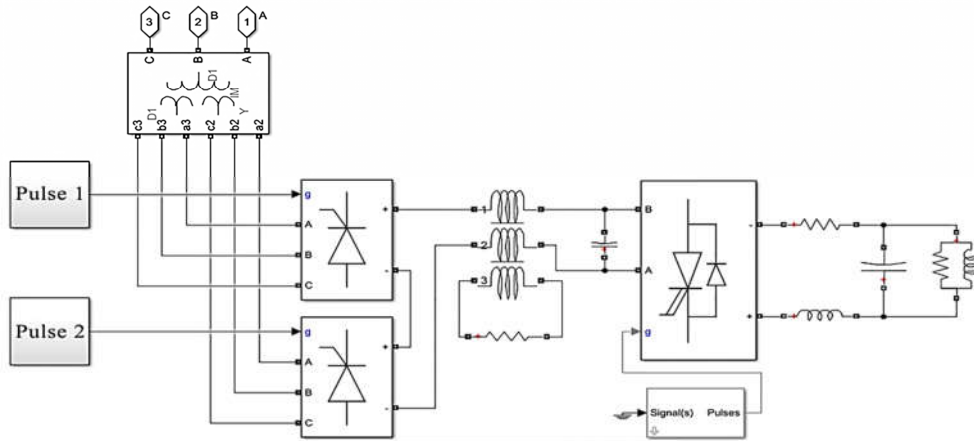 3 C 2 B 1 A
C B A
D1
D1 IM Y
c3 b3 a3 c2 b2 a2
Pulse 1
g
A
B
C
+
-
Pulse 2
g
A
B
C
+
-
1
2
3
B
A
g
-
+
+
+
+
Signal(s) Pulses